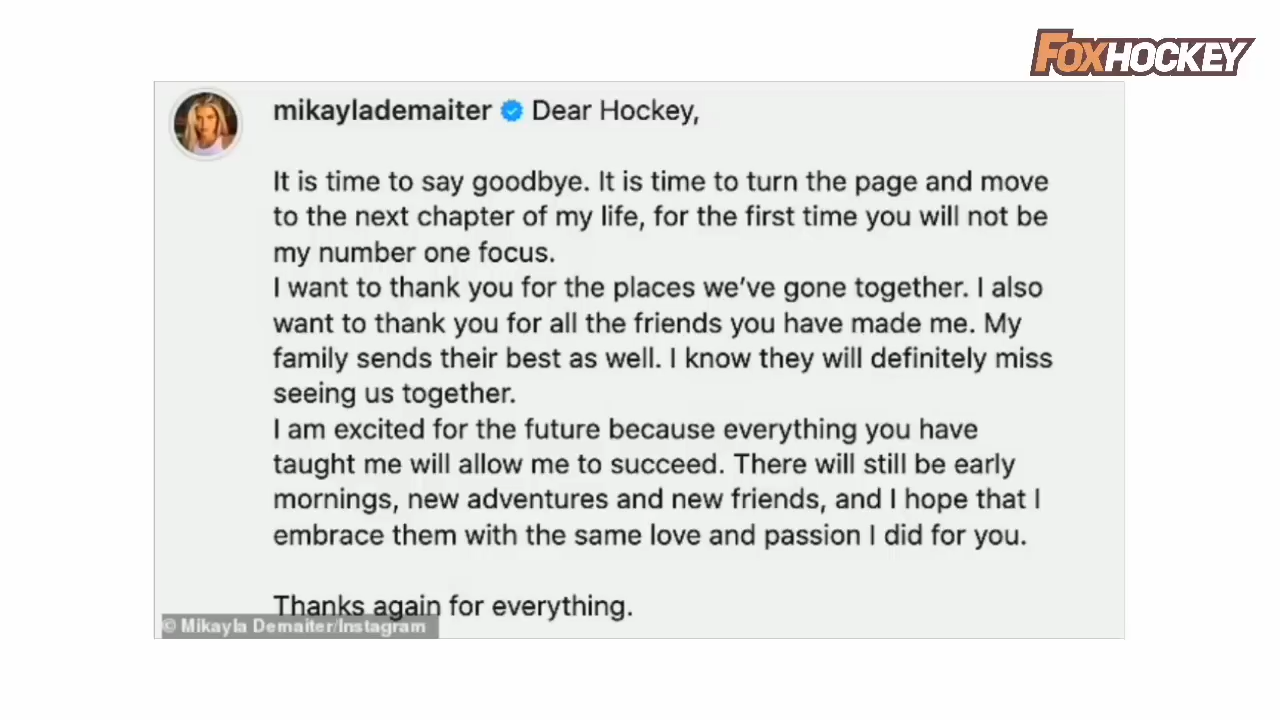 FOXHOCKEY
mikaylademaiter Dear Hockey,
It is time to say goodbye. It is time to turn the page and move
to the next chapter of my life, for the first time you will not be
my number one focus.
I want to thank you for the places we've gone together. I also
want to thank you for all the friends you have made me. My
family sends their best as well. I know they will definitely miss
seeing us together.
I am excited for the future because everything you have
taught me will allow me to succeed. There will still be early
mornings, new adventures and new friends, and I hope that I
embrace them with the same love and passion I did for you.
Thanks again for everything.
© Mikayla Demaiter/Instagram